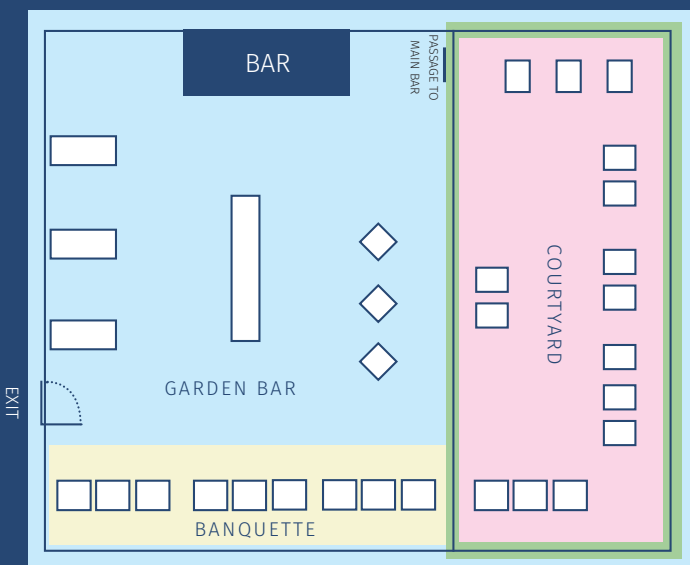 BAR
PASSAGE TO
MAIN BAR
COURTYARD
GARDEN BAR
EXIT
BANQUETTE